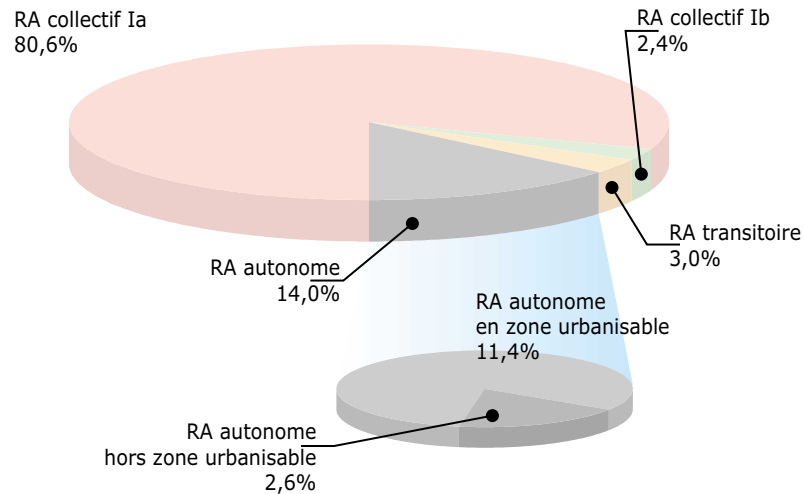 RA collectif Ia
80,6%
RA collectif Ib
2,4%
RA transitoire
3,0%
RA autonome
14,0%
RA autonome
en zone urbanisable
11,4%
RA autonome
hors zone urbanisable
2,6%